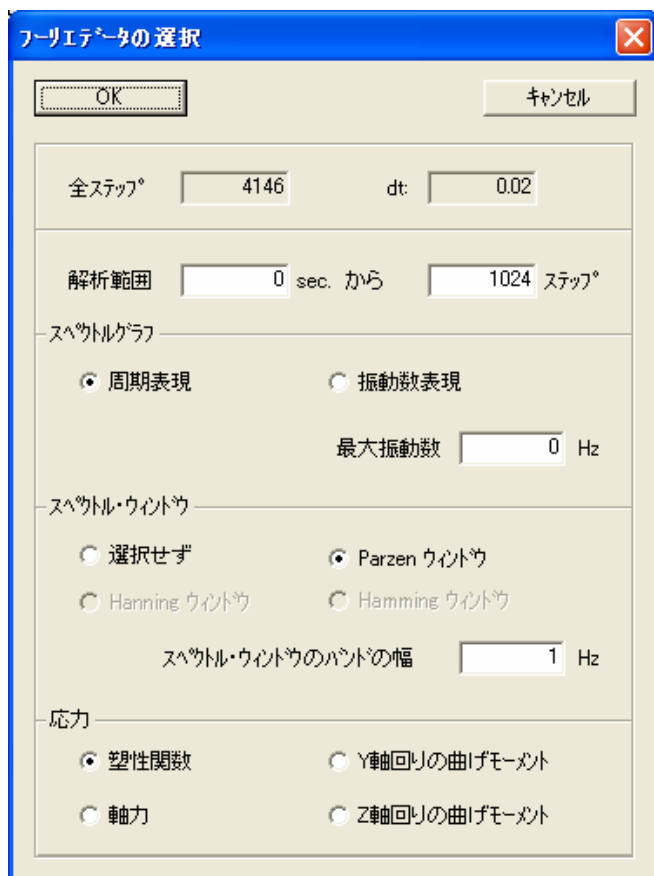 ﾌｰﾘｴﾃﾞｰﾀの選択
OK ｷｬﾝｾﾙ
全ｽﾃｯﾌﾟ 4146 dt: 0.02
解析範囲 0 sec. から 1024 ｽﾃｯﾌﾟ
ｽﾍﾟｸﾄﾙｸﾞﾗﾌ
周期表現 振動数表現
最大振動数 0 Hz
ｽﾍﾟｸﾄﾙ・ｳｨﾝﾄﾞｳ
選択せず Parzen ｳｨﾝﾄﾞｳ
Hanning ｳｨﾝﾄﾞｳ Hamming ｳｨﾝﾄﾞｳ
ｽﾍﾟｸﾄﾙ・ｳｨﾝﾄﾞｳのﾊﾞﾝﾄﾞの幅 1 Hz
応力
塑性関数 Y軸回りの曲げﾓｰﾒﾝﾄ
軸力 Z軸回りの曲げﾓｰﾒﾝﾄ